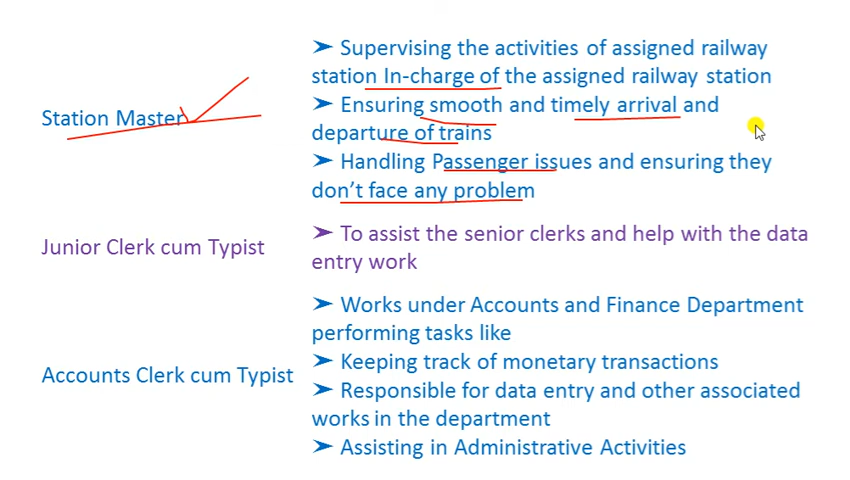 ➤ Supervising the activities of assigned railway
station In-charge of the assigned railway station
Station Master
➤ Ensuring smooth and timely arrival and
departure of trains
➤ Handling Passenger issues and ensuring they
don't face any problem
Junior Clerk cum Typist
➤ To assist the senior clerks and help with the data
entry work
Accounts Clerk cum Typist
➤ Works under Accounts and Finance Department
performing tasks like
➤ Keeping track of monetary transactions
➤ Responsible for data entry and other associated
works in the department
➤ Assisting in Administrative Activities